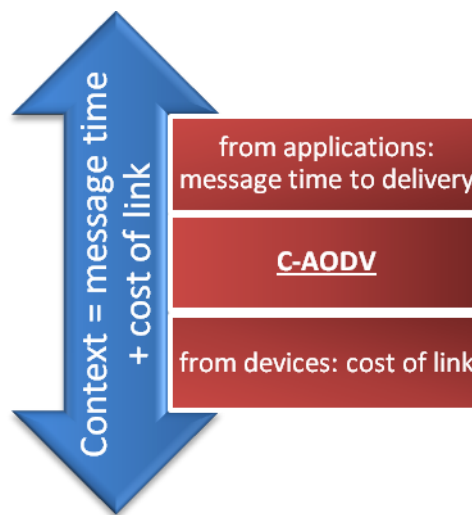 Context = message time
+ cost of link
from applications:
message time to delivery
C-AODV
from devices: cost of link